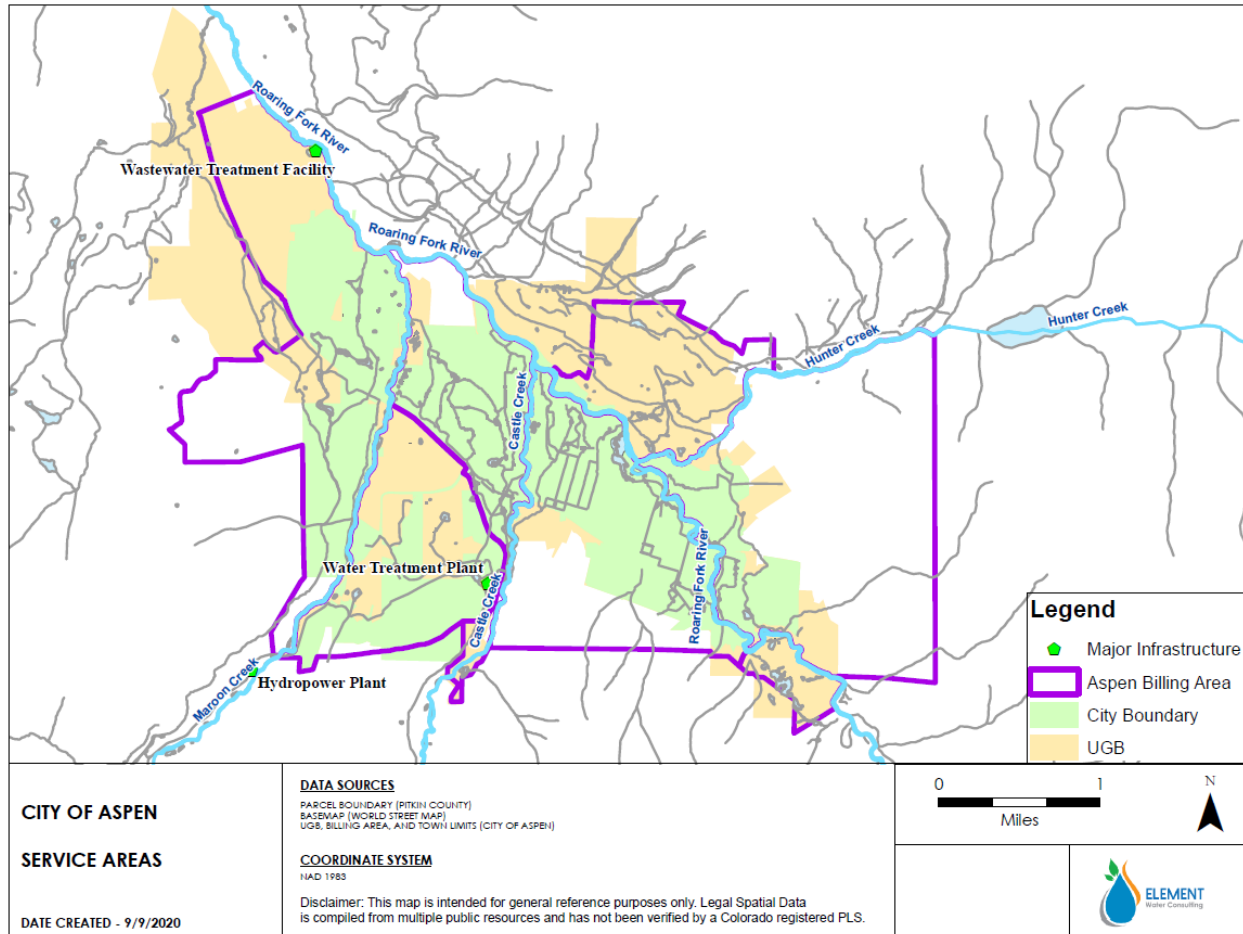 Roaring Fork River
Wastewater Treatment Facility
Roaring Fork River
Hunter Creek
Hunter Creek
Castle Creek
Water Treatment Plant
Roaring Fork River
Castle Creek
Maroon Creek
Hydropower Plant
Legend
Major Infrastructure
Aspen Billing Area
City Boundary
UGB
CITY OF ASPEN
SERVICE AREAS
DATE CREATED - 9/9/2020
DATA SOURCES
PARCEL BOUNDARY (PITKIN COUNTY)
BASEMAP (WORLD STREET MAP)
UGB, BILLING AREA, AND TOWN LIMITS (CITY OF ASPEN)
COORDINATE SYSTEM
NAD 1983
Disclaimer: This map is intended for general reference purposes only. Legal Spatial Data
is compiled from multiple public resources and has not been verified by a Colorado registered PLS.
0 1
Miles
N
ELEMENT
Water Consulting